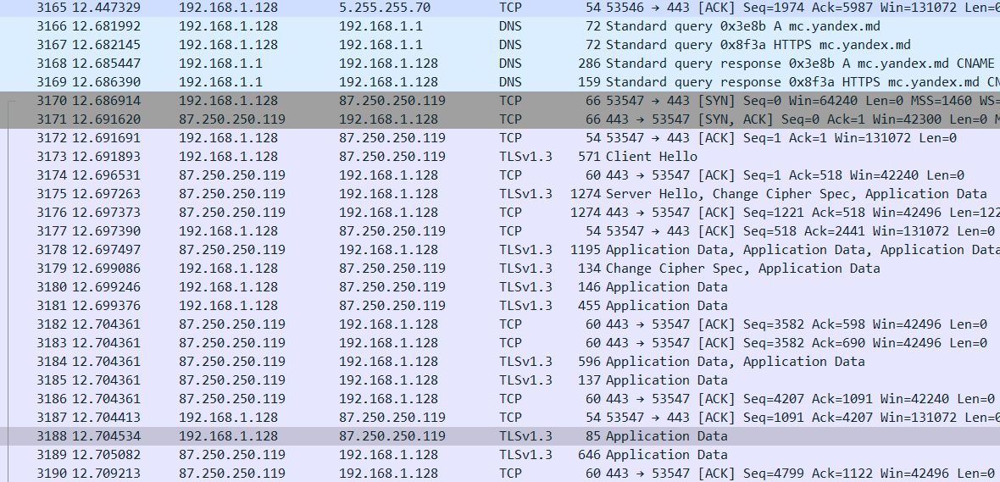 3165 12.447329 192.168.1.128 5.255.255.70 TCP 54 53546 → 443 [ACK] Seq=1974 Ack=5987 Win=131072 Len=0
3166 12.681992 192.168.1.128 192.168.1.1 DNS 72 Standard query 0x3e8b A mc.yandex.md
3167 12.682145 192.168.1.128 192.168.1.1 DNS 72 Standard query 0x8f3a HTTPS mc.yandex.md
3168 12.685447 192.168.1.1 192.168.1.128 DNS 286 Standard query response 0x3e8b A mc.yandex.md CNAME
3169 12.686390 192.168.1.1 192.168.1.128 DNS 159 Standard query response 0x8f3a HTTPS mc.yandex.md CN
3170 12.686914 192.168.1.128 87.250.250.119 TCP 66 53547 → 443 [SYN] Seq=0 Win=64240 Len=0 MSS=1460 WS=
3171 12.691620 87.250.250.119 192.168.1.128 TCP 66 443 → 53547 [SYN, ACK] Seq=0 Ack=1 Win=42300 Len=0 M
3172 12.691691 192.168.1.128 87.250.250.119 TCP 54 53547 → 443 [ACK] Seq=1 Ack=1 Win=131072 Len=0
3173 12.691893 192.168.1.128 87.250.250.119 TLSv1.3 571 Client Hello
3174 12.696531 87.250.250.119 192.168.1.128 TCP 60 443 → 53547 [ACK] Seq=1 Ack=518 Win=42240 Len=0
3175 12.697263 87.250.250.119 192.168.1.128 TLSv1.3 1274 Server Hello, Change Cipher Spec, Application Data
3176 12.697373 87.250.250.119 192.168.1.128 TCP 1274 443 → 53547 [ACK] Seq=1221 Ack=518 Win=42496 Len=122
3177 12.697390 192.168.1.128 87.250.250.119 TCP 54 53547 → 443 [ACK] Seq=518 Ack=2441 Win=131072 Len=0
3178 12.697497 87.250.250.119 192.168.1.128 TLSv1.3 1195 Application Data, Application Data, Application Data
3179 12.699086 192.168.1.128 87.250.250.119 TLSv1.3 134 Change Cipher Spec, Application Data
3180 12.699246 192.168.1.128 87.250.250.119 TLSv1.3 146 Application Data
3181 12.699376 192.168.1.128 87.250.250.119 TLSv1.3 455 Application Data
3182 12.704361 87.250.250.119 192.168.1.128 TCP 60 443 → 53547 [ACK] Seq=3582 Ack=598 Win=42496 Len=0
3183 12.704361 87.250.250.119 192.168.1.128 TCP 60 443 → 53547 [ACK] Seq=3582 Ack=690 Win=42496 Len=0
3184 12.704361 87.250.250.119 192.168.1.128 TLSv1.3 596 Application Data, Application Data
3185 12.704361 87.250.250.119 192.168.1.128 TLSv1.3 137 Application Data
3186 12.704361 87.250.250.119 192.168.1.128 TCP 60 443 → 53547 [ACK] Seq=4207 Ack=1091 Win=42240 Len=0
3187 12.704413 192.168.1.128 87.250.250.119 TCP 54 53547 → 443 [ACK] Seq=1091 Ack=4207 Win=131072 Len=0
3188 12.704534 192.168.1.128 87.250.250.119 TLSv1.3 85 Application Data
3189 12.705082 87.250.250.119 192.168.1.128 TLSv1.3 646 Application Data
3190 12.709213 87.250.250.119 192.168.1.128 TCP 60 443 → 53547 [ACK] Seq=4799 Ack=1122 Win=42496 Len=0